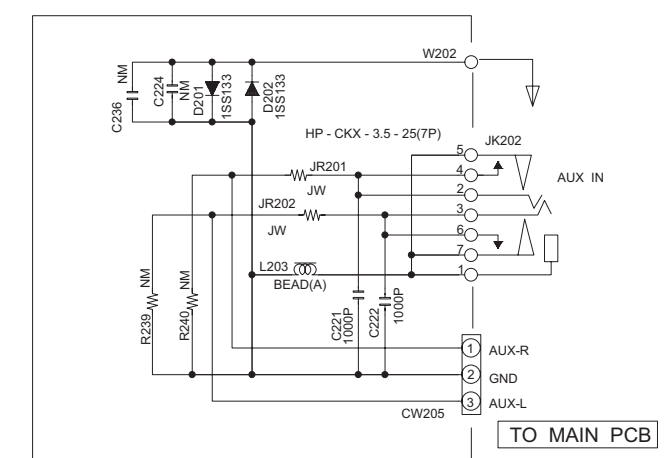 W202
NM
C236
C224
NM
D201
1SS133
D202
1SS133
HP - CKX - 3.5 - 25(7P)
JK202
5
4
2
3
6
7
1
AUX IN
JR201
JW
JR202
JW
L203
BEAD(A)
R239 NM
R240 NM
C221
1000P
C222
1000P
1 AUX-R
2 GND
3 AUX-L
CW205
TO MAIN PCB